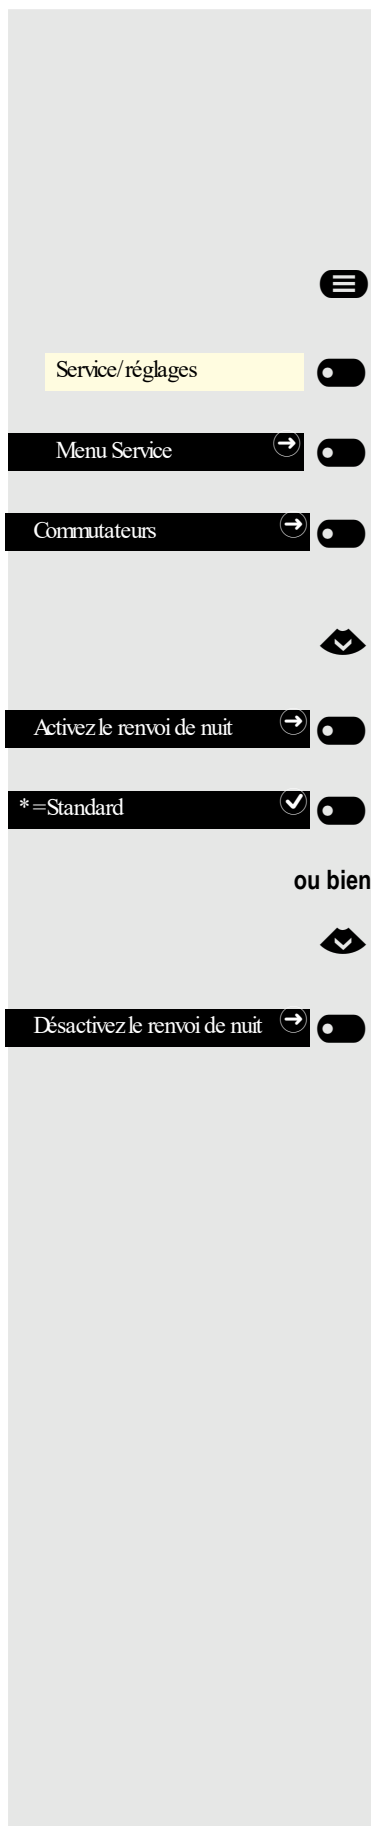 Service/réglages
Menu Service
Commutateurs
Activez le renvoi de nuit
*=Standard
ou bien
Désactivez le renvoi de nuit